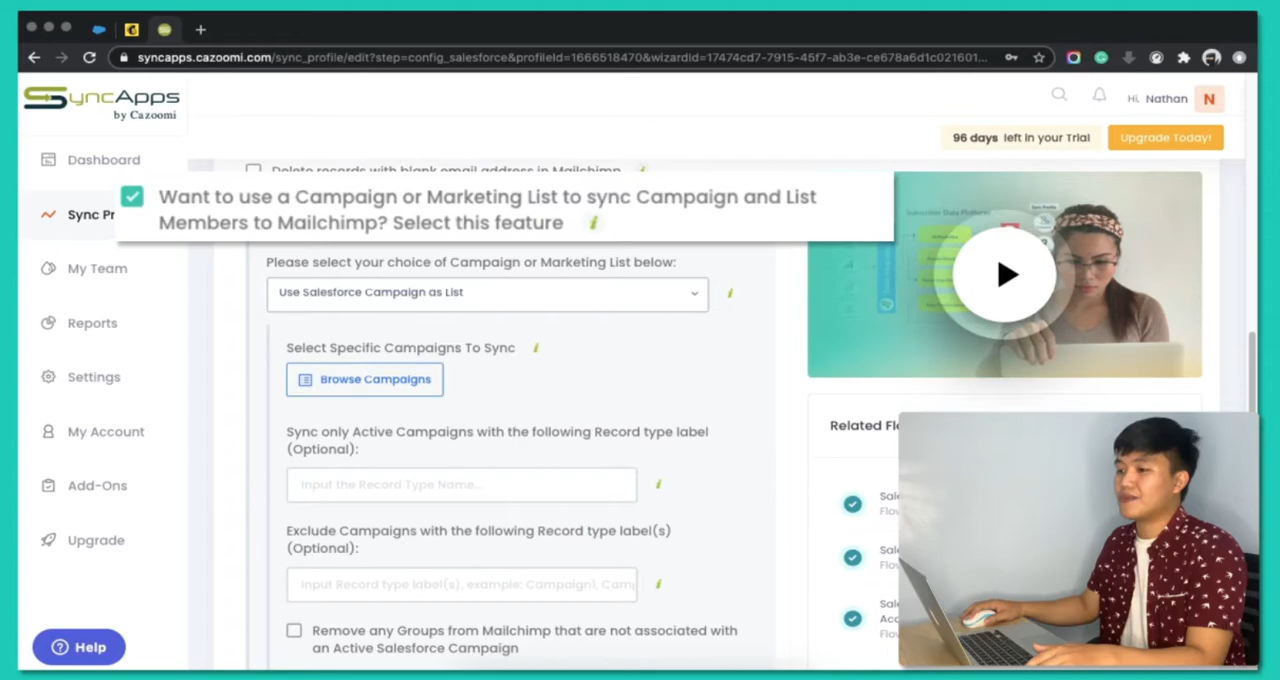 syncapps.cazoomi.com/sync_profile/edit?step=config_salesforce&profileId=1666518470&wizardId=17474cd7-7915-45f7-ab3e-ce678a6d1c021601...
SyncApps
by Cazoomi
Hi, Nathan N
96 days left in your Trial
Upgrade Today!
Dashboard
Sync Pr
My Team
Reports
Settings
My Account
Add-Ons
Upgrade
Help
Delete records with blank email address in Mailchimp
Want to use a Campaign or Marketing List to sync Campaign and List
Members to Mailchimp? Select this feature
Please select your choice of Campaign or Marketing List below:
Use Salesforce Campaign as List
Select Specific Campaigns To Sync
Browse Campaigns
Sync only Active Campaigns with the following Record type label
(Optional):
Input the Record Type Name...
Exclude Campaigns with the following Record type label(s)
(Optional):
Input Record type label(s), example: Campaign1, Cam
Remove any Groups from Mailchimp that are not associated with
an Active Salesforce Campaign
Related Fl
Sal
Flo
Sal
Flo
Sal
Acc
Flo